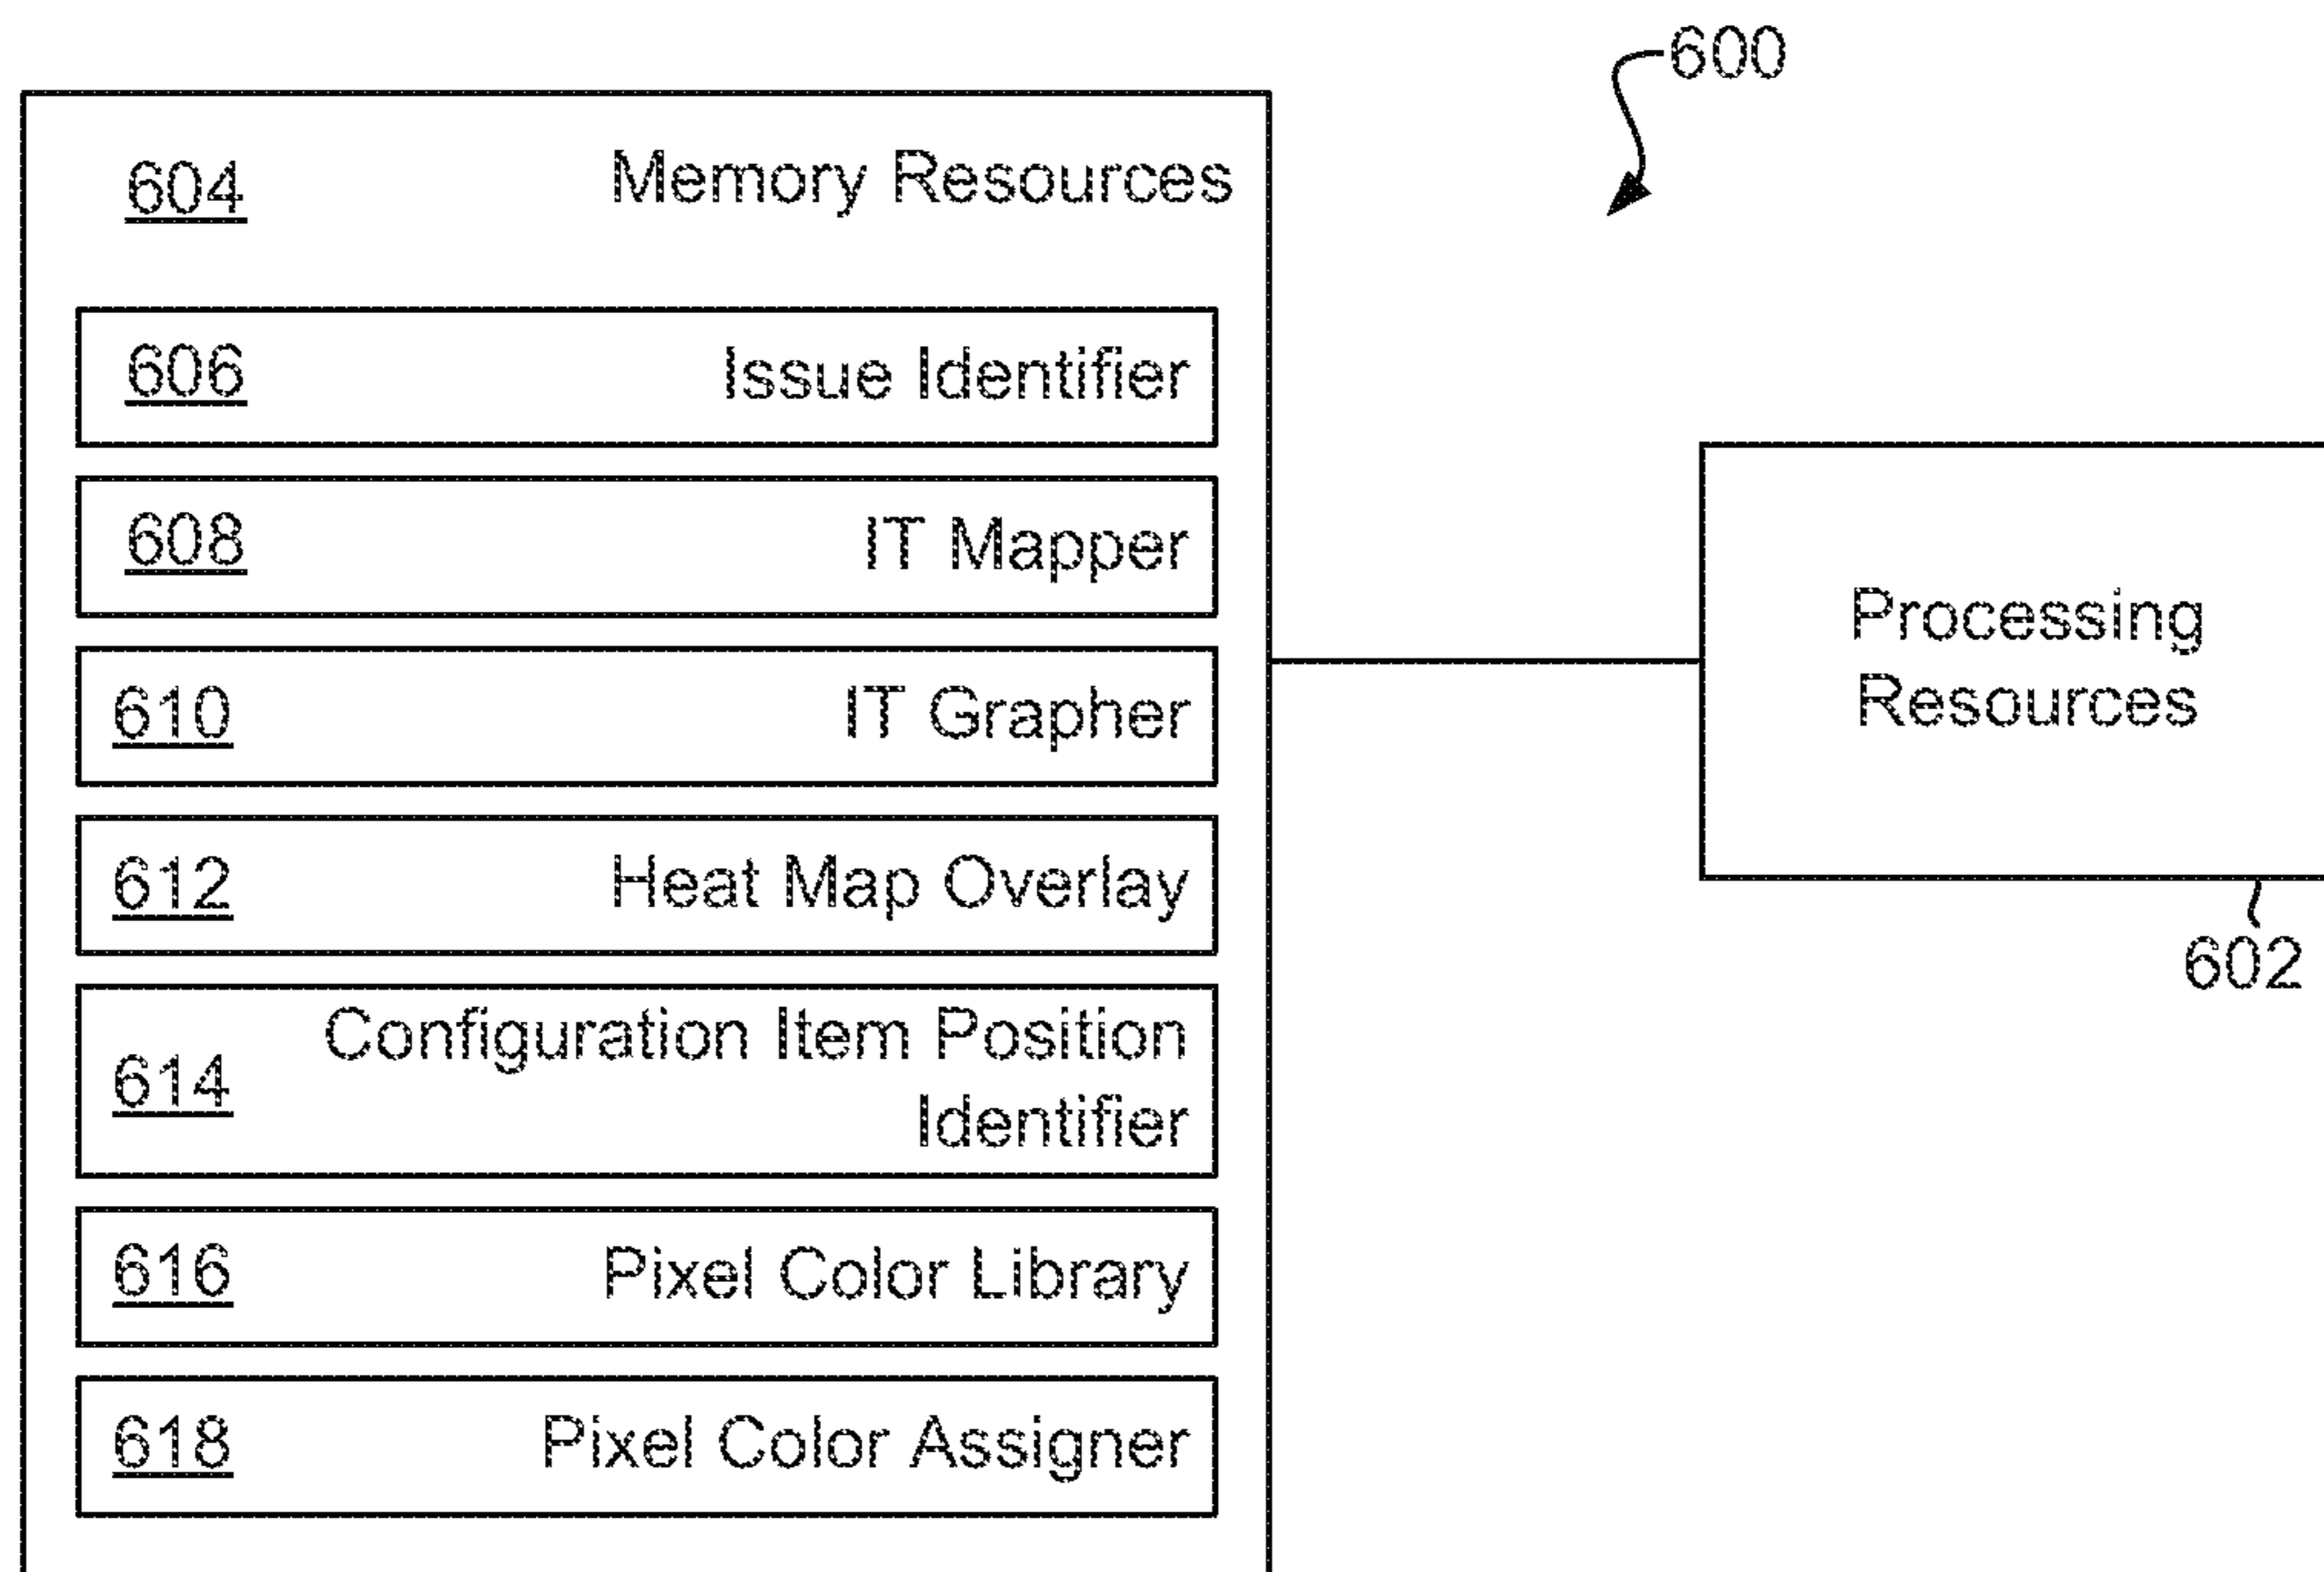 600
604 Memory Resources
606 Issue Identifier
608 IT Mapper
610 IT Grapher
612 Heat Map Overlay
614 Configuration Item Position
Identifier
616 Pixel Color Library
618 Pixel Color Assigner
Processing
Resources
602